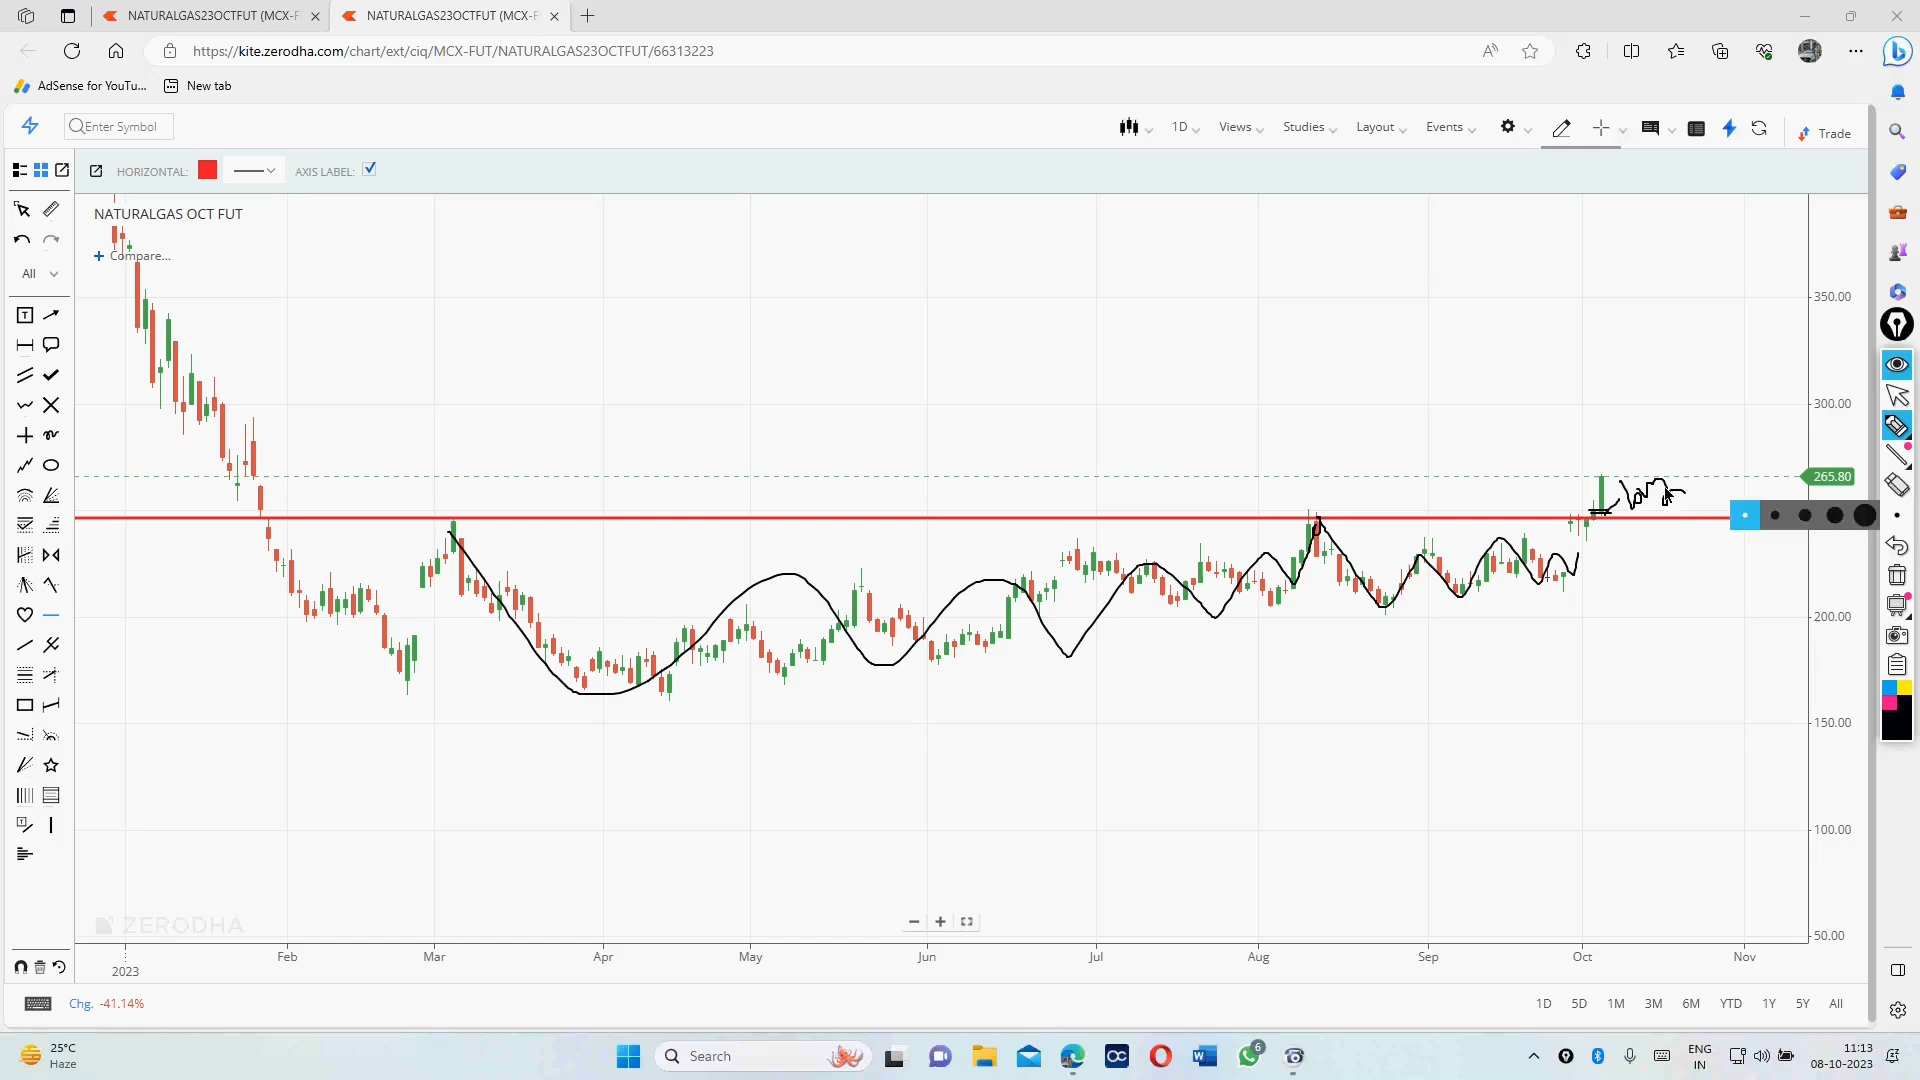 NATURALGAS23OCTFUT (MCX-F
NATURALGAS23OCTFUT (MCX-F
https://kite.zerodha.com/chart/ext/ciq/MCX-FUT/NATURALGAS23OCTFUT/66313223
AdSense for YouTu... New tab
Enter Symbol
1D Views Studies Layout Events Trade
HORIZONTAL: AXIS LABEL:
NATURALGAS OCT FUT
+ Compare...
All
350.00
300.00
265.80
200.00
150.00
100.00
50.00
ZERODHA
2023 Feb Mar Apr May Jun Jul Aug Sep Oct Nov
Chg. -41.14%
1D 5D 1M 3M 6M YTD 1Y 5Y All
25°C
Haze
Search
6
ENG
IN
11:13
08-10-2023